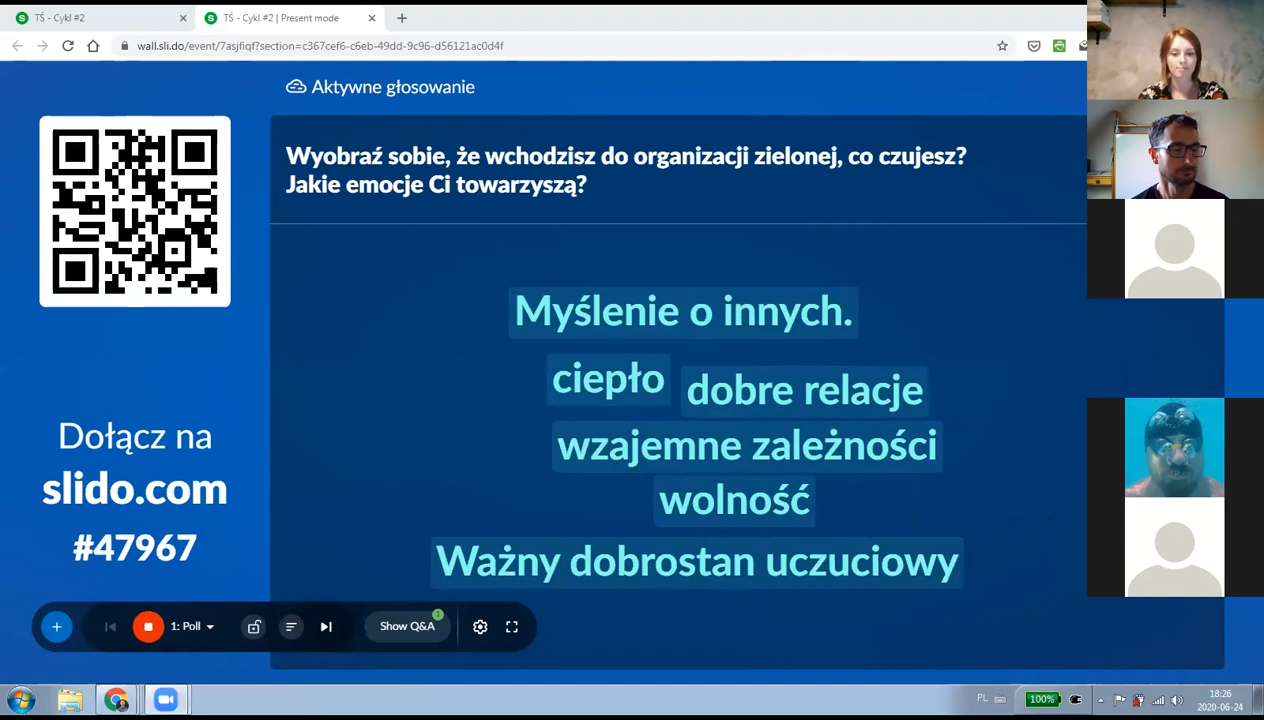 TŚ - Cykl #2
TŚ - Cykl #2 | Present mode
wall.sli.do/event/7asjfiqf?section=c367cef6-c6eb-49dd-9c96-d56121ac0d4f
Aktywne głosowanie
Wyobraź sobie, że wchodzisz do organizacji zielonej, co czujesz?
Jakie emocje Ci towarzyszą?
Myślenie o innych.
ciepło
dobre relacje
wzajemne zależności
wolność
Ważny dobrostan uczuciowy
Dołącz na
slido.com
#47967
1: Poll
Show Q&A
1
PL
100%
18:26
2020-06-24